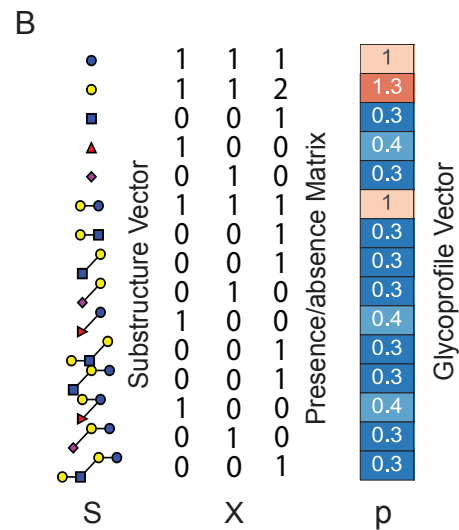 B
1 1 1 1
1 1 2 1.3
0 0 1 0.3
1 0 0 0.4
0 1 0 0.3
1 1 1 1
0 0 1 0.3
0 0 1 0.3
0 1 0 0.3
1 0 0 0.4
0 0 1 0.3
0 0 1 0.3
1 0 0 0.4
0 1 0 0.3
0 0 1 0.3
Substructure Vector
Presence/absence Matrix
Glycoprofile Vector
S X p